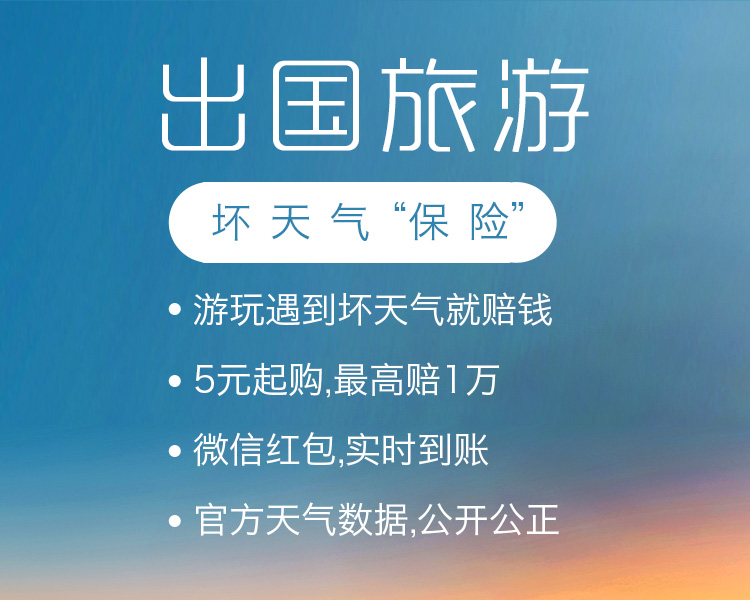 出国旅游
坏天气“保险”
• 游玩遇到坏天气就赔钱
• 5元起购,最高赔1万
• 微信红包,实时到账
• 官方天气数据,公开公正